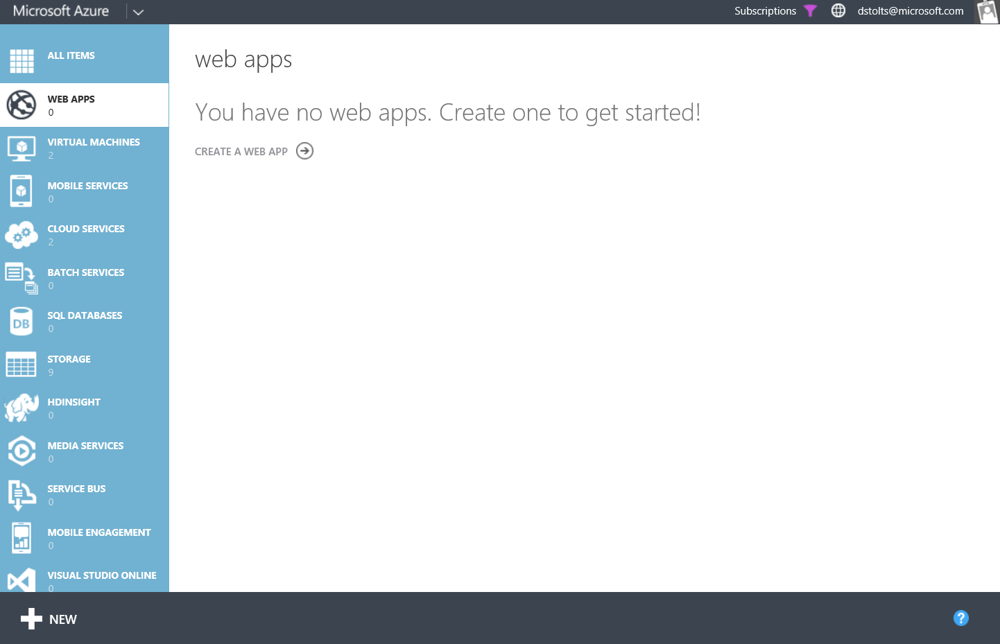 Microsoft Azure
Subscriptions
dstolts@microsoft.com
ALL ITEMS
WEB APPS
0
VIRTUAL MACHINES
2
MOBILE SERVICES
0
CLOUD SERVICES
2
BATCH SERVICES
0
DB
SQL DATABASES
0
STORAGE
9
HDINSIGHT
0
MEDIA SERVICES
0
SERVICE BUS
0
MOBILE ENGAGEMENT
0
VISUAL STUDIO ONLINE
0
web apps
You have no web apps. Create one to get started!
CREATE A WEB APP
NEW
?